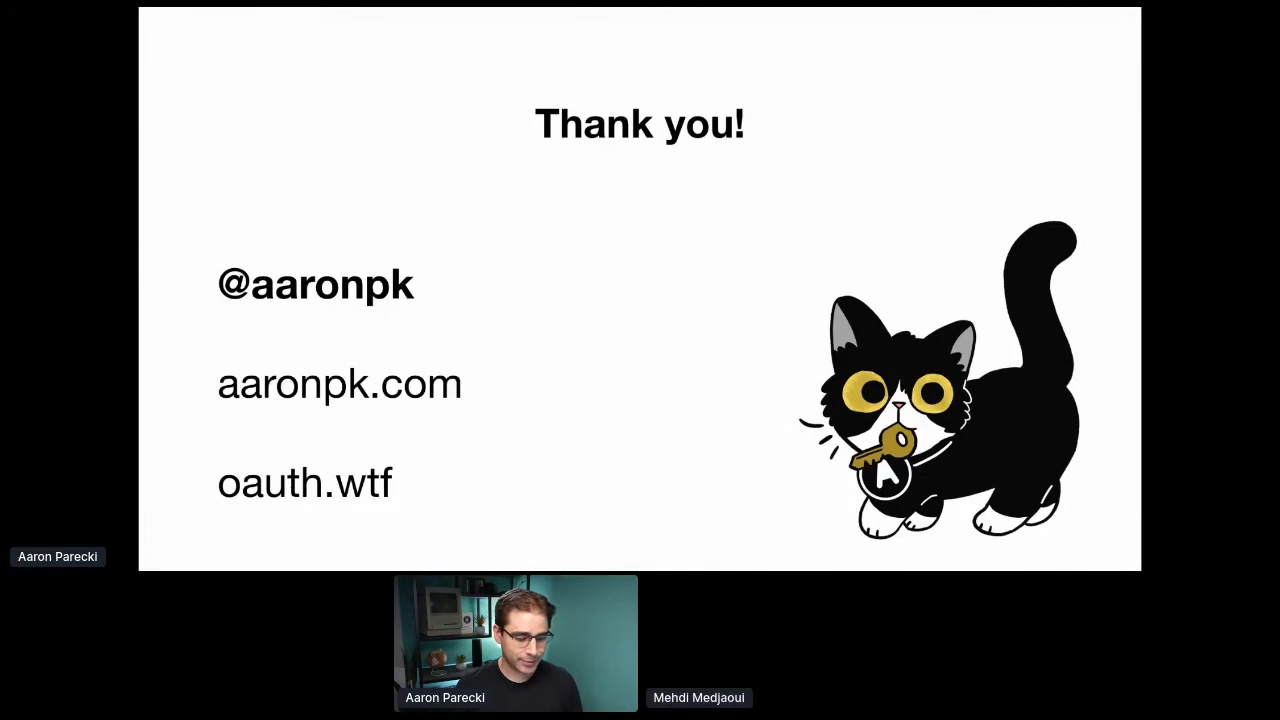 Thank you!
@aaronpk
aaronpk.com
oauth.wtf
A
Aaron Parecki
Aaron Parecki
Mehdi Medjaoui